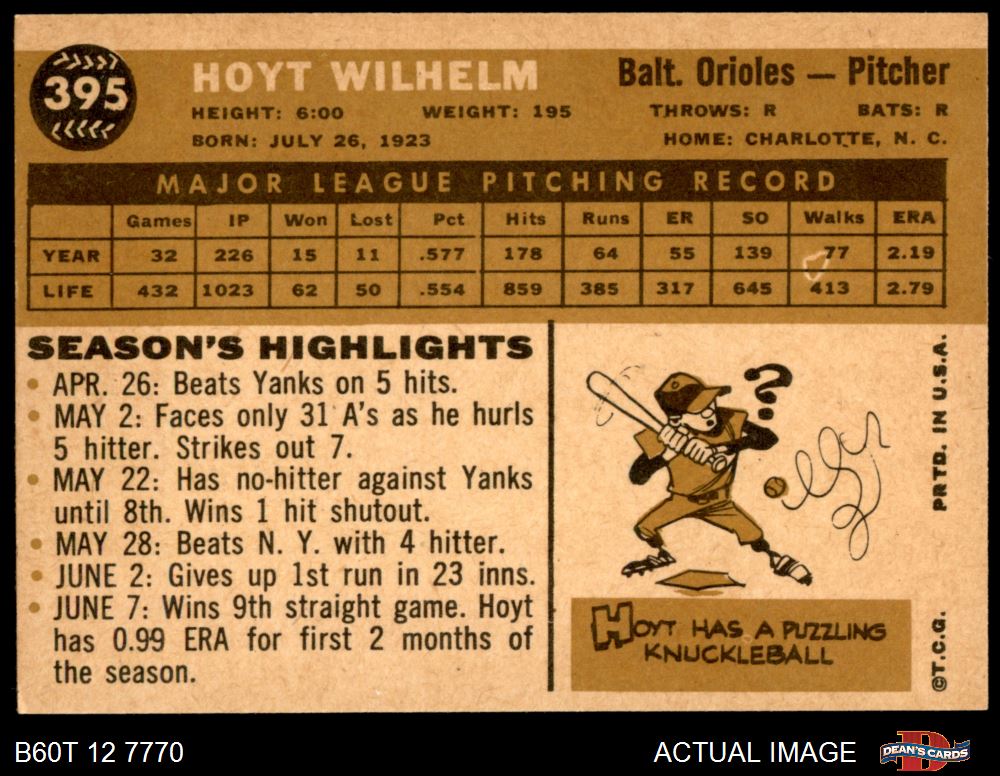 395
HOYT WILHELM
Balt. Orioles — Pitcher
HEIGHT: 6:00 WEIGHT: 195 THROWS: R BATS: R
BORN: JULY 26, 1923 HOME: CHARLOTTE, N. C.
MAJOR LEAGUE PITCHING RECORD
Games IP Won Lost Pct Hits Runs ER SO Walks ERA
YEAR 32 226 15 11 .577 178 64 55 139 77 2.19
LIFE 432 1023 62 50 .554 859 385 317 645 413 2.79
SEASON'S HIGHLIGHTS
• APR. 26: Beats Yanks on 5 hits.
• MAY 2: Faces only 31 A's as he hurls
5 hitter. Strikes out 7.
• MAY 22: Has no-hitter against Yanks
until 8th. Wins 1 hit shutout.
• MAY 28: Beats N. Y. with 4 hitter.
• JUNE 2: Gives up 1st run in 23 inns.
• JUNE 7: Wins 9th straight game. Hoyt
has 0.99 ERA for first 2 months of
the season.
?
HOYT HAS A PUZZLING
KNUCKLEBALL
PRTD. IN U.S.A.
©T.C.G.
B60T 12 7770
ACTUAL IMAGE
D
DEAN'S CARDS